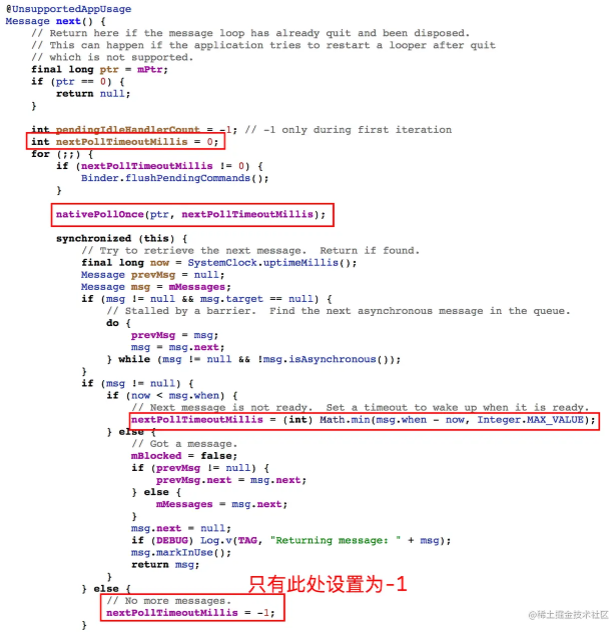 @UnsupportedAppUsage
Message next() {
    // Return here if the message loop has already quit and been disposed.
    // This can happen if the application tries to restart a looper after quit
    // which is not supported.
    final long ptr = mPtr;
    if (ptr == 0) {
        return null;
    }

    int pendingIdleHandlerCount = -1; // -1 only during first iteration
    int nextPollTimeoutMillis = 0;
    for (;;) {
        if (nextPollTimeoutMillis != 0) {
            Binder.flushPendingCommands();
        }

        nativePollOnce(ptr, nextPollTimeoutMillis);

        synchronized (this) {
            // Try to retrieve the next message.  Return if found.
            final long now = SystemClock.uptimeMillis();
            Message prevMsg = null;
            Message msg = mMessages;
            if (msg != null && msg.target == null) {
                // Stalled by a barrier.  Find the next asynchronous message in the queue.
                do {
                    prevMsg = msg;
                    msg = msg.next;
                } while (msg != null && !msg.isAsynchronous());
            }
            if (msg != null) {
                if (now < msg.when) {
                    // Next message is not ready.  Set a timeout to wake up when it is ready.
                    nextPollTimeoutMillis = (int) Math.min(msg.when - now, Integer.MAX_VALUE);
                } else {
                    // Got a message.
                    mBlocked = false;
                    if (prevMsg != null) {
                        prevMsg.next = msg.next;
                    } else {
                        mMessages = msg.next;
                    }
                    msg.next = null;
                    if (DEBUG) Log.v(TAG, "Returning message: " + msg);
                    msg.markInUse();
                    return msg;
                }
只有此处设置为-1
            } else {
                // No more messages.
                nextPollTimeoutMillis = -1;
            }
@稀土掘金技术社区